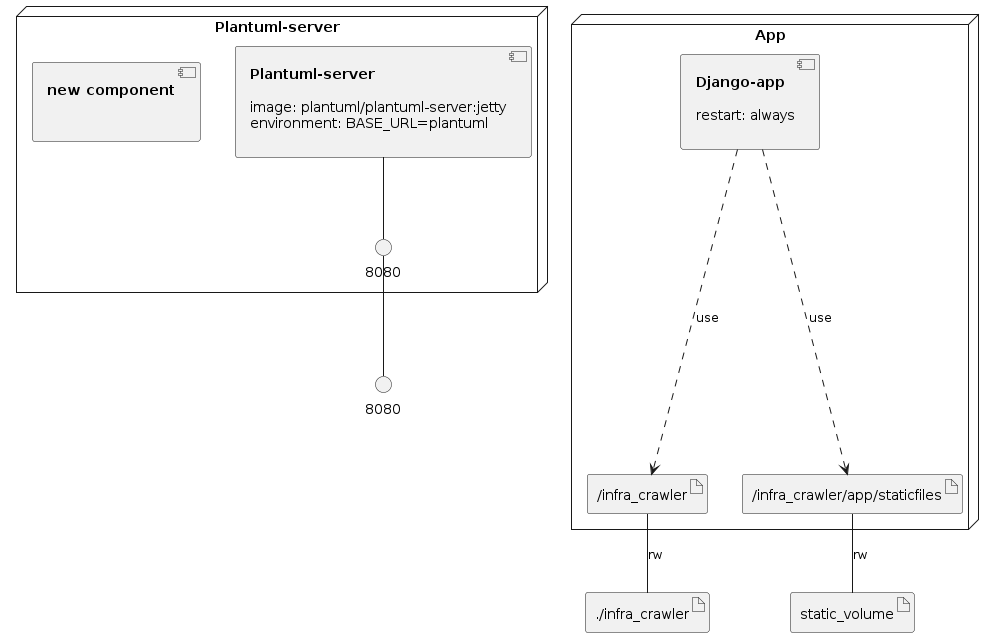 Plantuml-server
new component
Plantuml-server
image: plantuml/plantuml-server:jetty
environment: BASE_URL=plantuml
8080
8080
App
Django-app
restart: always
use
use
/infra_crawler
/infra_crawler/app/staticfiles
rw
rw
./infra_crawler
static_volume